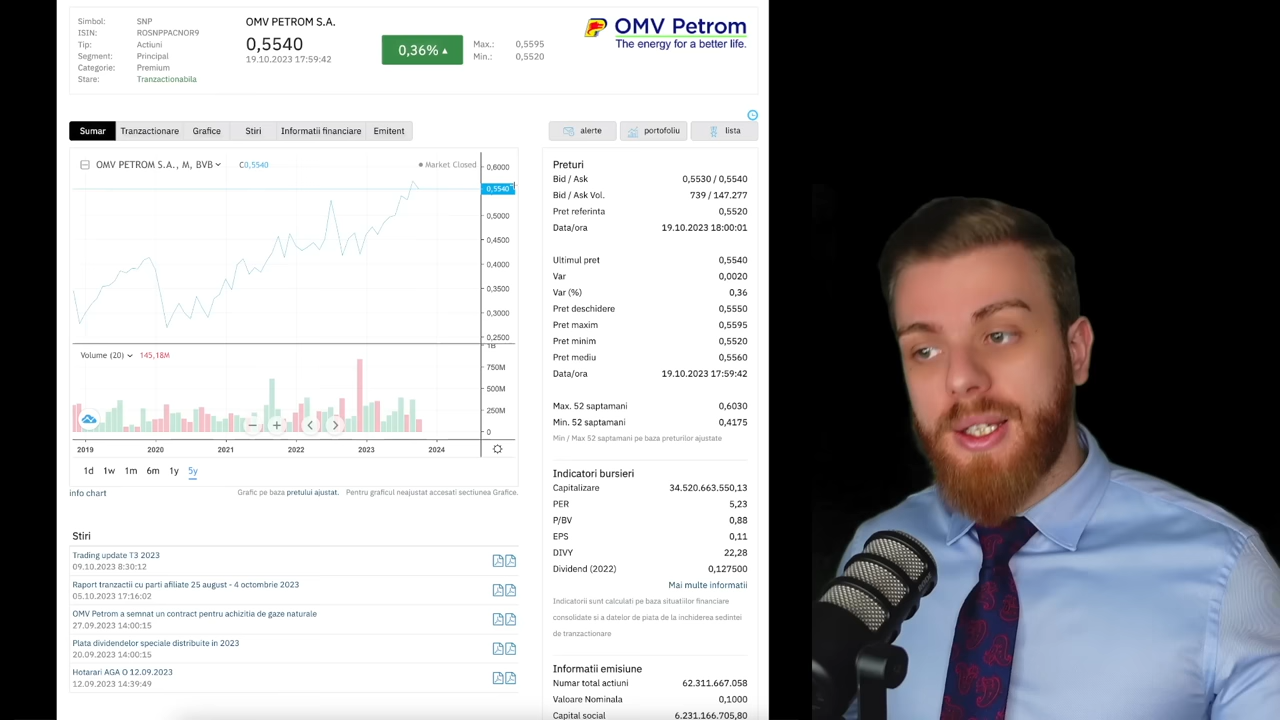 Simbol: SNP
ISIN: ROSNPPACNOR9
Tip: Actiuni
Segment: Principal
Categorie: Premium
Stare: Tranzactionabila
OMV PETROM S.A.
0,5540
19.10.2023 17:59:42
0,36% ▲
Max.: 0,5595
Min.: 0,5520
OMV Petrom
The energy for a better life.
Sumar Tranzactionare Grafice Stiri Informatii financiare Emitent
alerte portofoliu lista
OMV PETROM S.A., M, BVB C0,5540 Market Closed
0,6000
0,5540
0,5000
0,4500
0,4000
0,3500
0,3000
0,2500
1B
Volume (20) 145,18M
750M
500M
250M
0
2019 2020 2021 2022 2023 2024
1d 1w 1m 6m 1y 5y
info chart Grafic pe baza pretului ajustat. Pentru graficul neajustat accesati sectiunea Grafice.
Stiri
Trading update T3 2023
09.10.2023 8:30:12
Raport tranzactii cu parti afiliate 25 august - 4 octombrie 2023
05.10.2023 17:16:02
OMV Petrom a semnat un contract pentru achizitia de gaze naturale
27.09.2023 14:00:15
Plata dividendelor speciale distribuite in 2023
20.09.2023 14:00:15
Hotarari AGA O 12.09.2023
12.09.2023 14:39:49
Preturi
Bid / Ask 0,5530 / 0,5540
Bid / Ask Vol. 739 / 147.277
Pret referinta 0,5520
Data/ora 19.10.2023 18:00:01
Ultimul pret 0,5540
Var 0,0020
Var (%) 0,36
Pret deschidere 0,5550
Pret maxim 0,5595
Pret minim 0,5520
Pret mediu 0,5560
Data/ora 19.10.2023 17:59:42
Max. 52 saptamani 0,6030
Min. 52 saptamani 0,4175
Min / Max 52 saptamani pe baza preturilor ajustate
Indicatori bursieri
Capitalizare 34.520.663.550,13
PER 5,23
P/BV 0,88
EPS 0,11
DIVY 22,28
Dividend (2022) 0,127500
Mai multe informatii
Indicatorii sunt calculati pe baza situatiilor financiare
consolidate si a datelor de piata de la inchiderea sedintei
de tranzactionare
Informatii emisiune
Numar total actiuni 62.311.667.058
Valoare Nominala 0,1000
Capital social 6.231.166.705,80